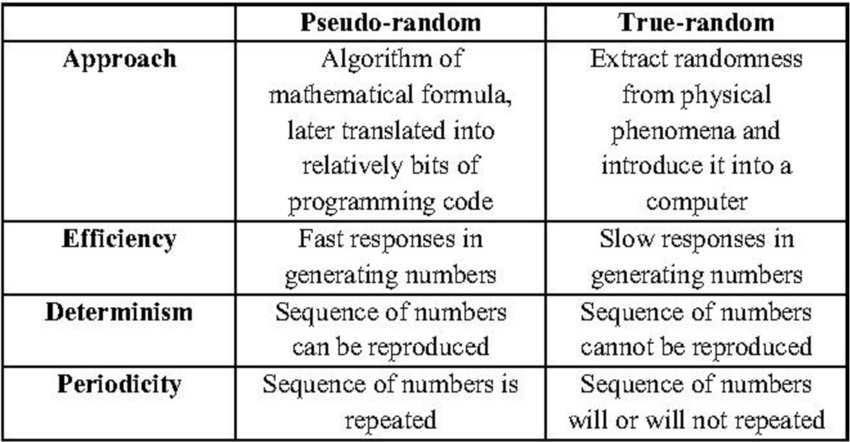 Pseudo-random True-random
Approach Algorithm of Extract randomness
mathematical formula, from physical
later translated into phenomena and
relatively bits of introduce it into a
programming code computer
Efficiency Fast responses in Slow responses in
generating numbers generating numbers
Determinism Sequence of numbers Sequence of numbers
can be reproduced cannot be reproduced
Periodicity Sequence of numbers is Sequence of numbers
repeated will or will not repeated